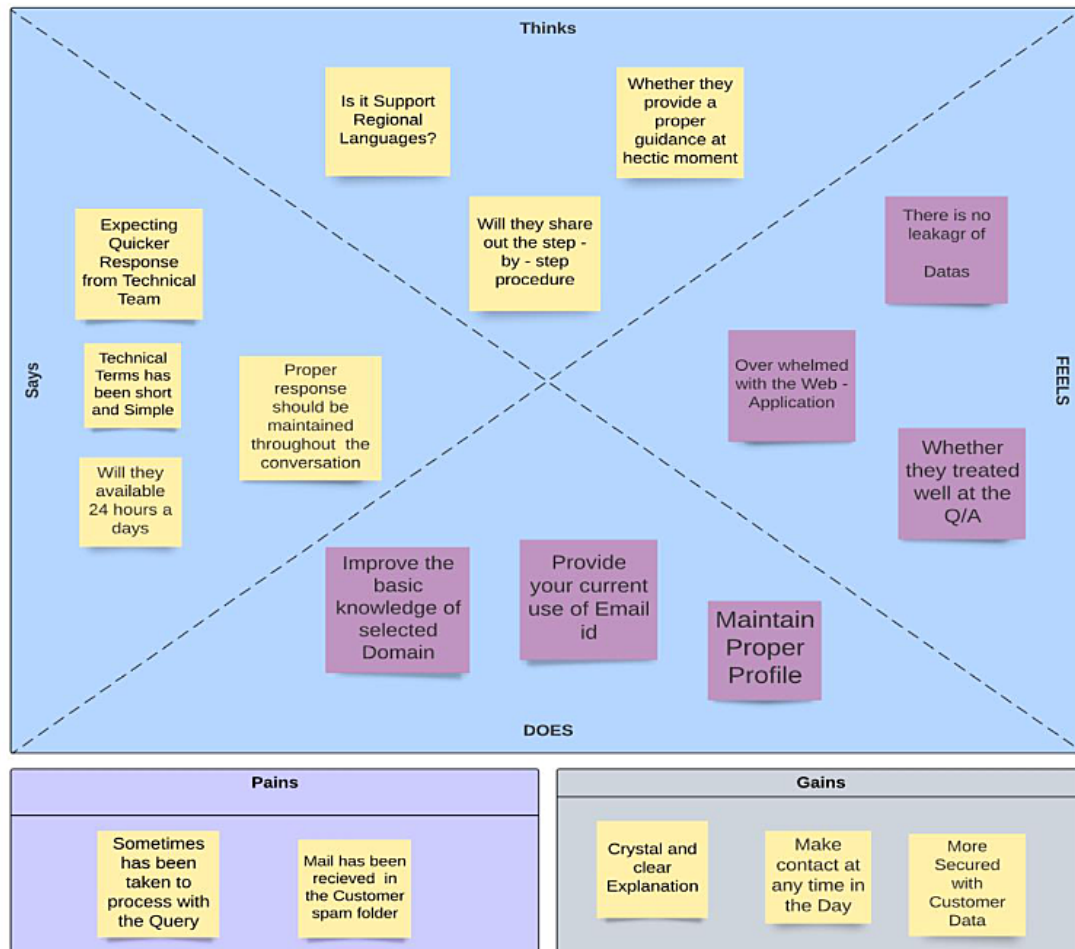 Thinks
Is it Support
Regional
Languages?
Whether they
provide a
proper
guidance at
hectic moment
Will they share
out the step -
by - step
procedure
Says
Expecting
Quicker
Response
from Technical
Team
Technical
Terms has
been short
and Simple
Proper
response
should be
maintained
throughout the
conversation
Will they
available
24 hours a
days
FEELS
There is no
leakagr of
Datas
Over whelmed
with the Web -
Application
Whether
they treated
well at the
Q/A
Improve the
basic
knowledge of
selected
Domain
Provide
your current
use of Email
id
Maintain
Proper
Profile
DOES
Pains
Sometimes
has been
taken to
process with
the Query
Mail has been
recieved in
the Customer
spam folder
Gains
Crystal and
clear
Explanation
Make
contact at
any time in
the Day
More
Secured
with
Customer
Data